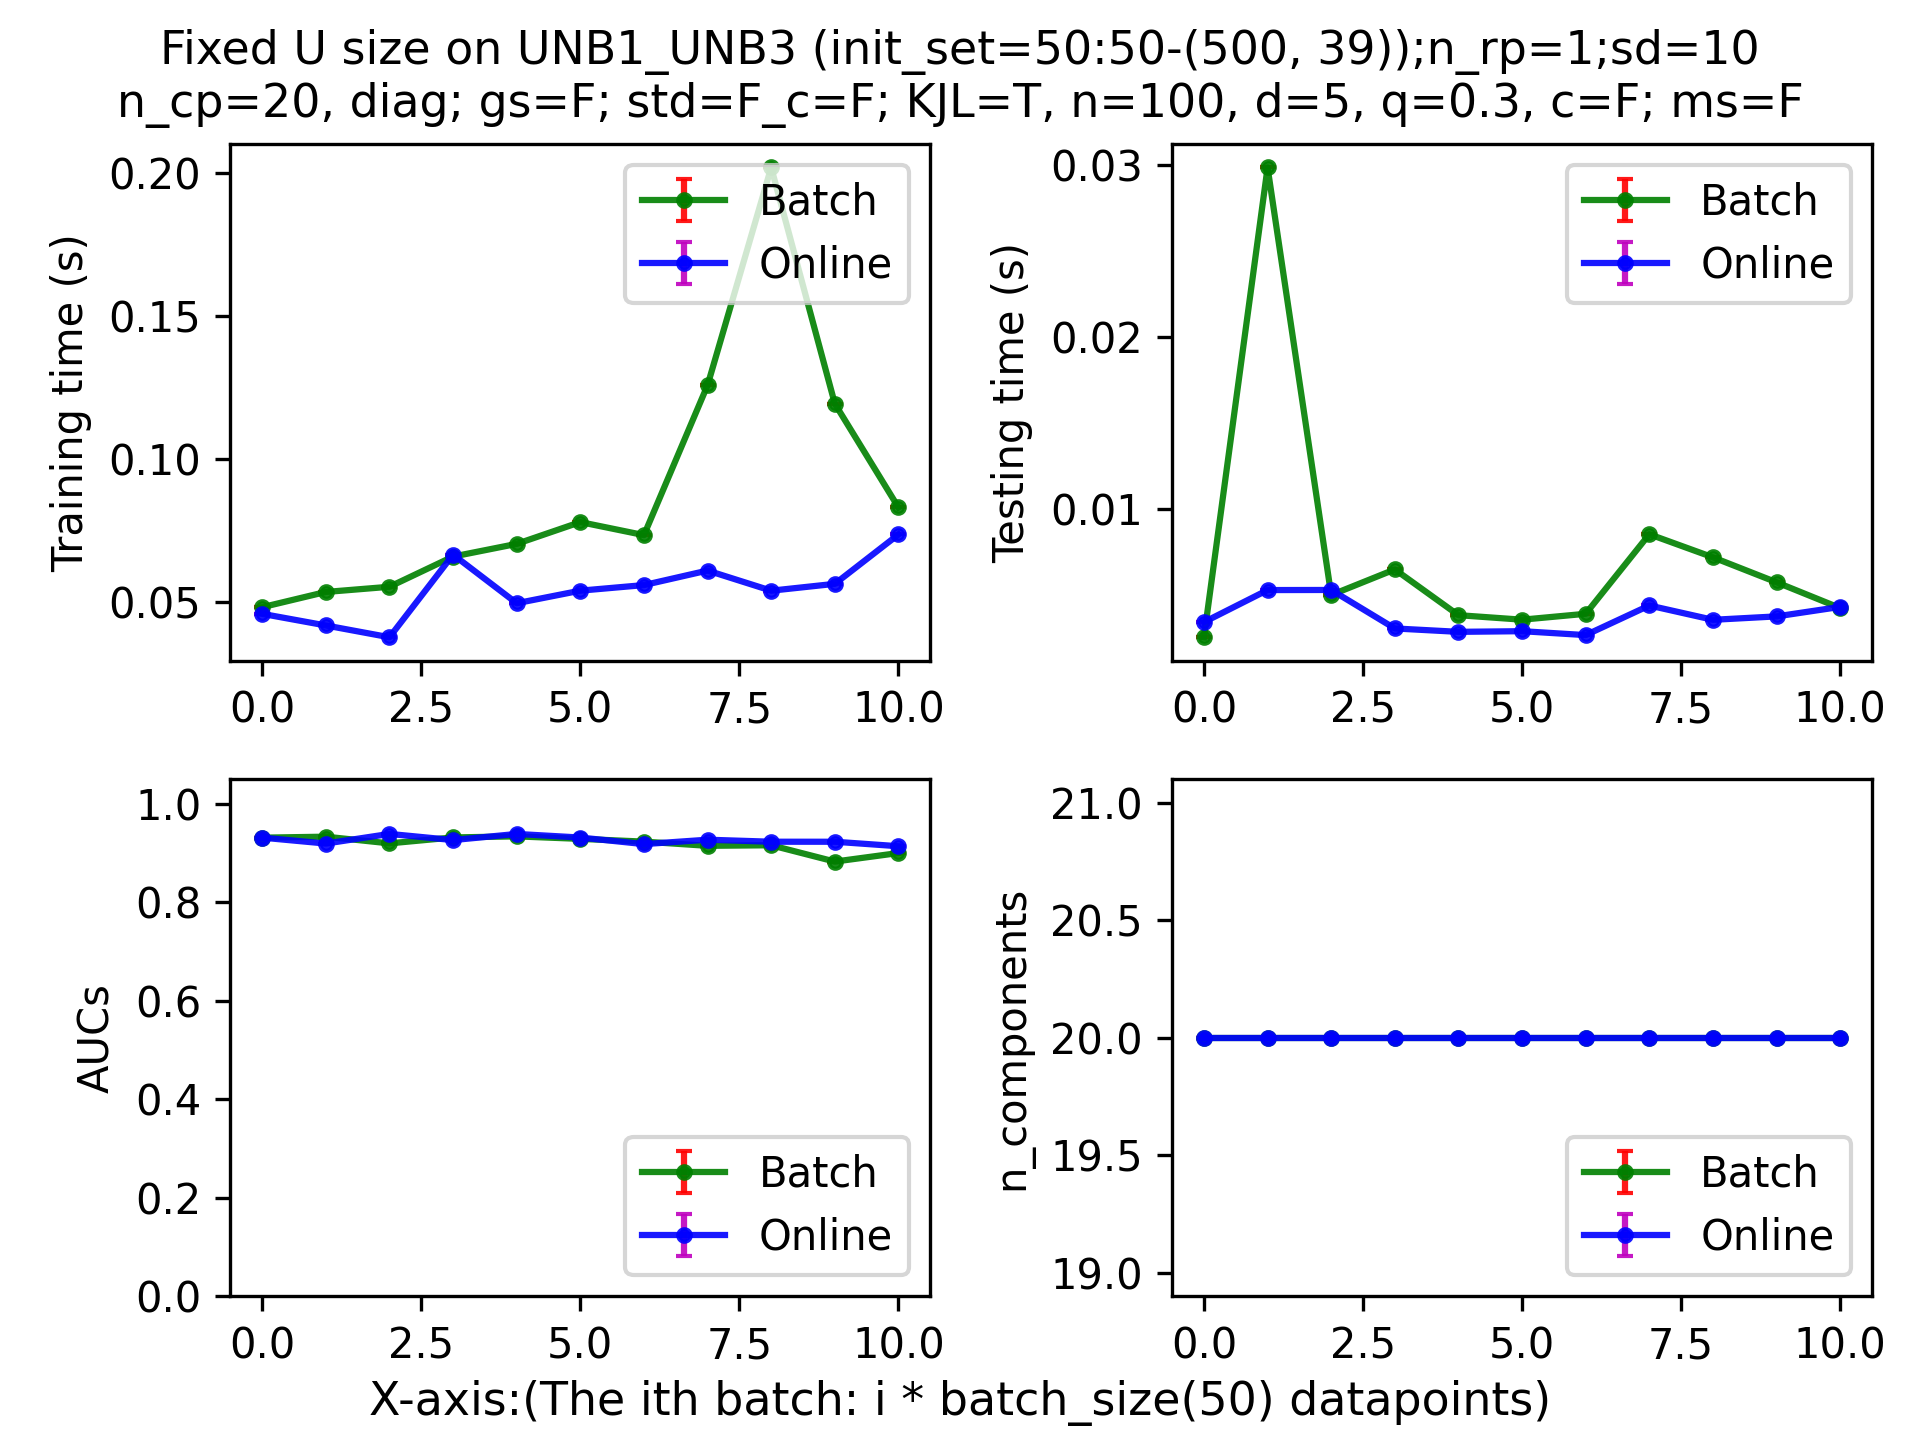 Fixed U size on UNB1_UNB3 (init_set=50:50-(500, 39));n_rp=1;sd=10
n_cp=20, diag; gs=F; std=F_c=F; KJL=T, n=100, d=5, q=0.3, c=F; ms=F
Training time (s)
0.20
0.15
0.10
0.05
0.0 2.5 5.0 7.5 10.0
Batch
Online
Testing time (s)
0.03
0.02
0.01
0.0 2.5 5.0 7.5 10.0
Batch
Online
AUCs
1.0
0.8
0.6
0.4
0.2
0.0
0.0 2.5 5.0 7.5 10.0
Batch
Online
n_components
21.0
20.5
20.0
19.5
19.0
0.0 2.5 5.0 7.5 10.0
Batch
Online
X-axis:(The ith batch: i * batch_size(50) datapoints)